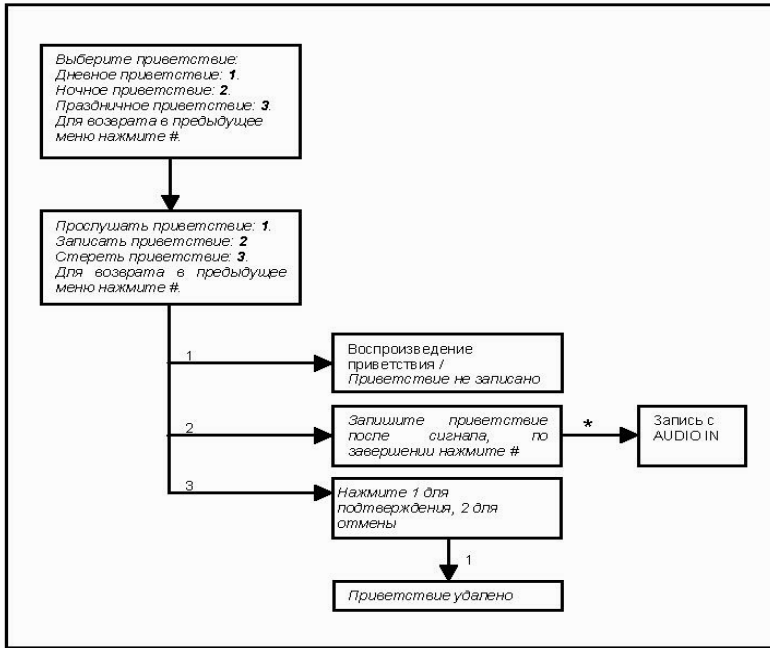 Выберите приветствие:
Дневное приветствие: 1.
Ночное приветствие: 2.
Праздничное приветствие: 3.
Для возврата в предыдущее
меню нажмите #.
Прослушать приветствие: 1.
Записать приветствие: 2
Стереть приветствие: 3.
Для возврата в предыдущее
меню нажмите #.
1
Воспроизведение
приветствия /
Приветствие не записано
2
Запишите приветствие
после сигнала, по
завершении нажмите #
*
Запись с
AUDIO IN
3
Нажмите 1 для
подтверждения, 2 для
отмены
1
Приветствие удалено